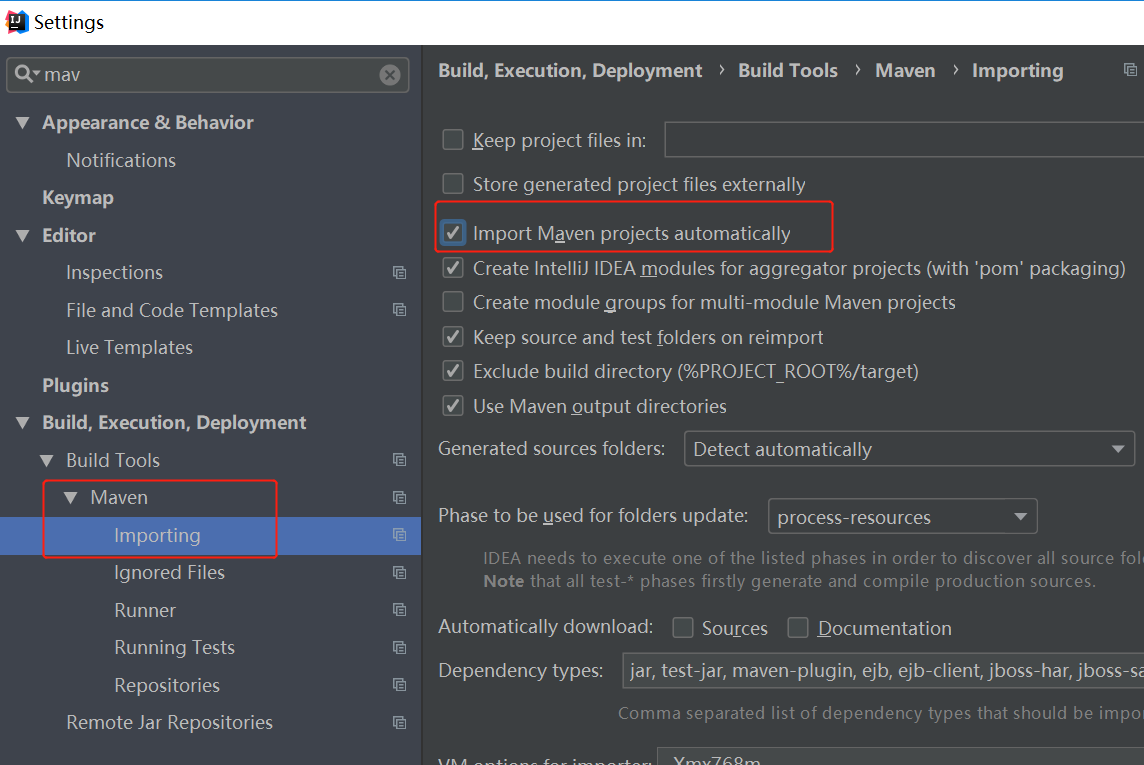 Settings
mav
Appearance & Behavior
Notifications
Keymap
Editor
Inspections
File and Code Templates
Live Templates
Plugins
Build, Execution, Deployment
Build Tools
Maven
Importing
Ignored Files
Runner
Running Tests
Repositories
Remote Jar Repositories
Build, Execution, Deployment › Build Tools › Maven › Importing
Keep project files in:
Store generated project files externally
Import Maven projects automatically
Create IntelliJ IDEA modules for aggregator projects (with 'pom' packaging)
Create module groups for multi-module Maven projects
Keep source and test folders on reimport
Exclude build directory (%PROJECT_ROOT%/target)
Use Maven output directories
Generated sources folders: Detect automatically
Phase to be used for folders update: process-resources
IDEA needs to execute one of the listed phases in order to discover all source fol
Note that all test-* phases firstly generate and compile production sources.
Automatically download: Sources Documentation
Dependency types: jar, test-jar, maven-plugin, ejb, ejb-client, jboss-har, jboss-sa
Comma separated list of dependency types that should be impo
VM options for importer: -Xmx768m